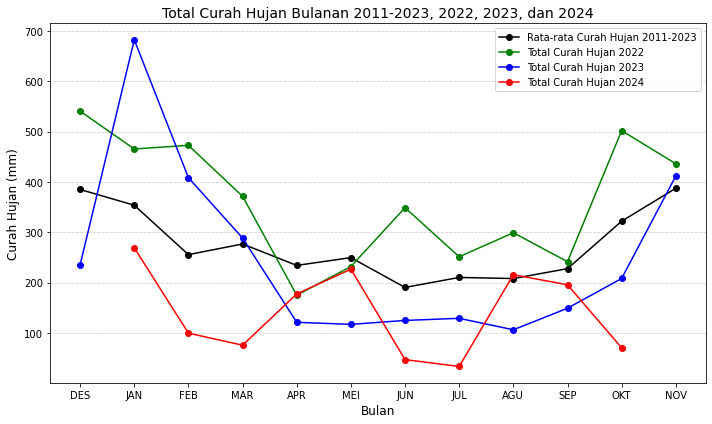 Total Curah Hujan Bulanan 2011-2023, 2022, 2023, dan 2024
Rata-rata Curah Hujan 2011-2023
Total Curah Hujan 2022
Total Curah Hujan 2023
Total Curah Hujan 2024
Curah Hujan (mm)
700
600
500
400
300
200
100
DES JAN FEB MAR APR MEI JUN JUL AGU SEP OKT NOV
Bulan